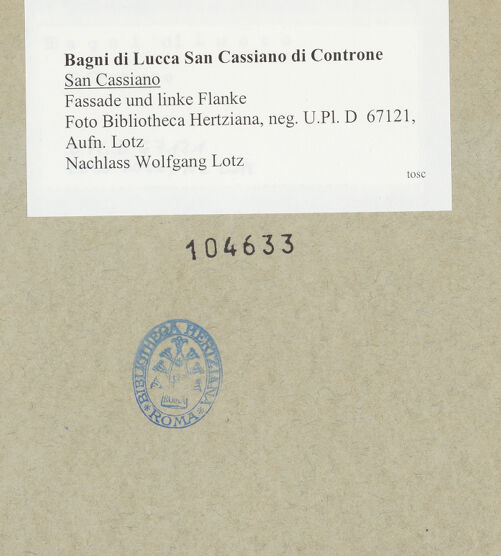 Bagni di Lucca San Cassiano di Controne
San Cassiano
Fassade und linke Flanke
Foto Bibliotheca Hertziana, neg. U.Pl. D 67121,
Aufn. Lotz
Nachlass Wolfgang Lotz
tosc
104633
BIBLIOTHECA HERTZIANA
* ROMA *